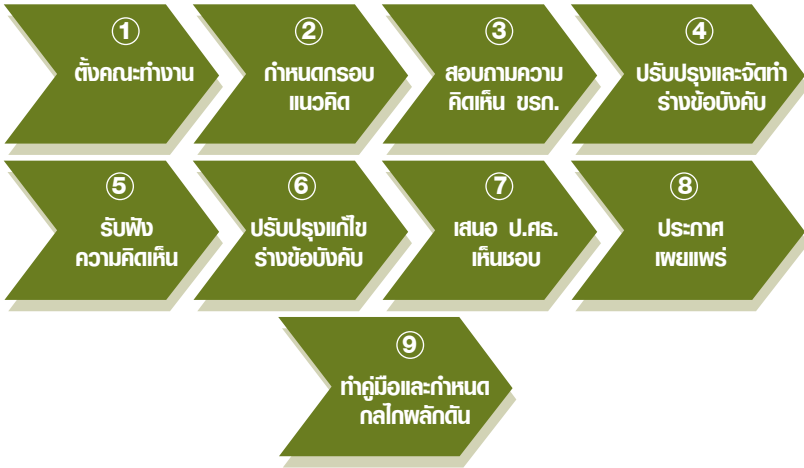 ①
ตั้งคณะทำงาน
②
กำหนดกรอบ
แนวคิด
③
สอบถามความ
คิดเห็น ขรก.
④
ปรับปรุงและจัดทำ
ร่างข้อบังคับ
⑤
รับฟัง
ความคิดเห็น
⑥
ปรับปรุงแก้ไข
ร่างข้อบังคับ
⑦
เสนอ ป.ศธ.
เห็นชอบ
⑧
ประกาศ
เผยแพร่
⑨
ทำคู่มือและกำหนด
กลไกผลักดัน